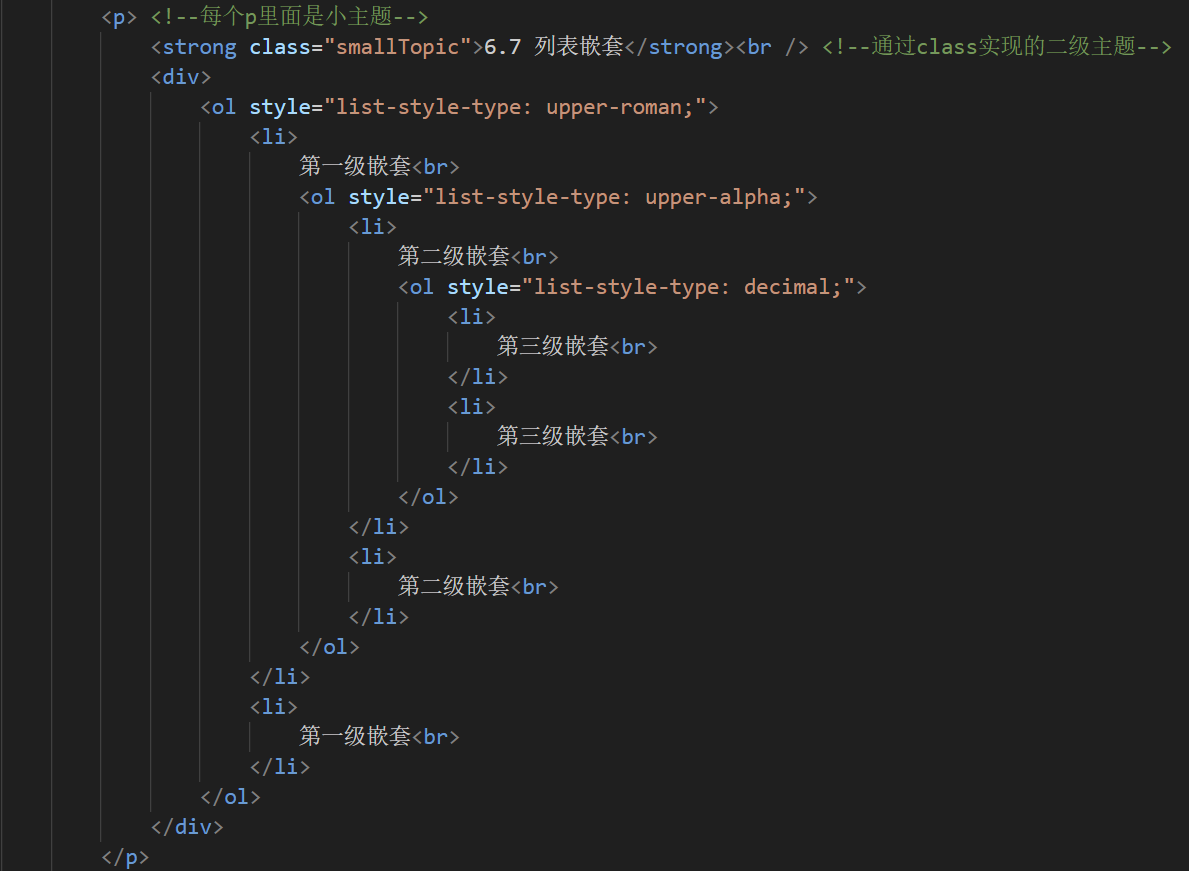 <p> <!--每个p里面是小主题-->
<strong class="smallTopic">6.7 列表嵌套</strong><br /> <!--通过class实现的二级主题-->
<div>
<ol style="list-style-type: upper-roman;">
<li>
第一级嵌套<br>
<ol style="list-style-type: upper-alpha;">
<li>
第二级嵌套<br>
<ol style="list-style-type: decimal;">
<li>
第三级嵌套<br>
</li>
<li>
第三级嵌套<br>
</li>
</ol>
</li>
<li>
第二级嵌套<br>
</li>
</ol>
</li>
<li>
第一级嵌套<br>
</li>
</ol>
</div>
</p>